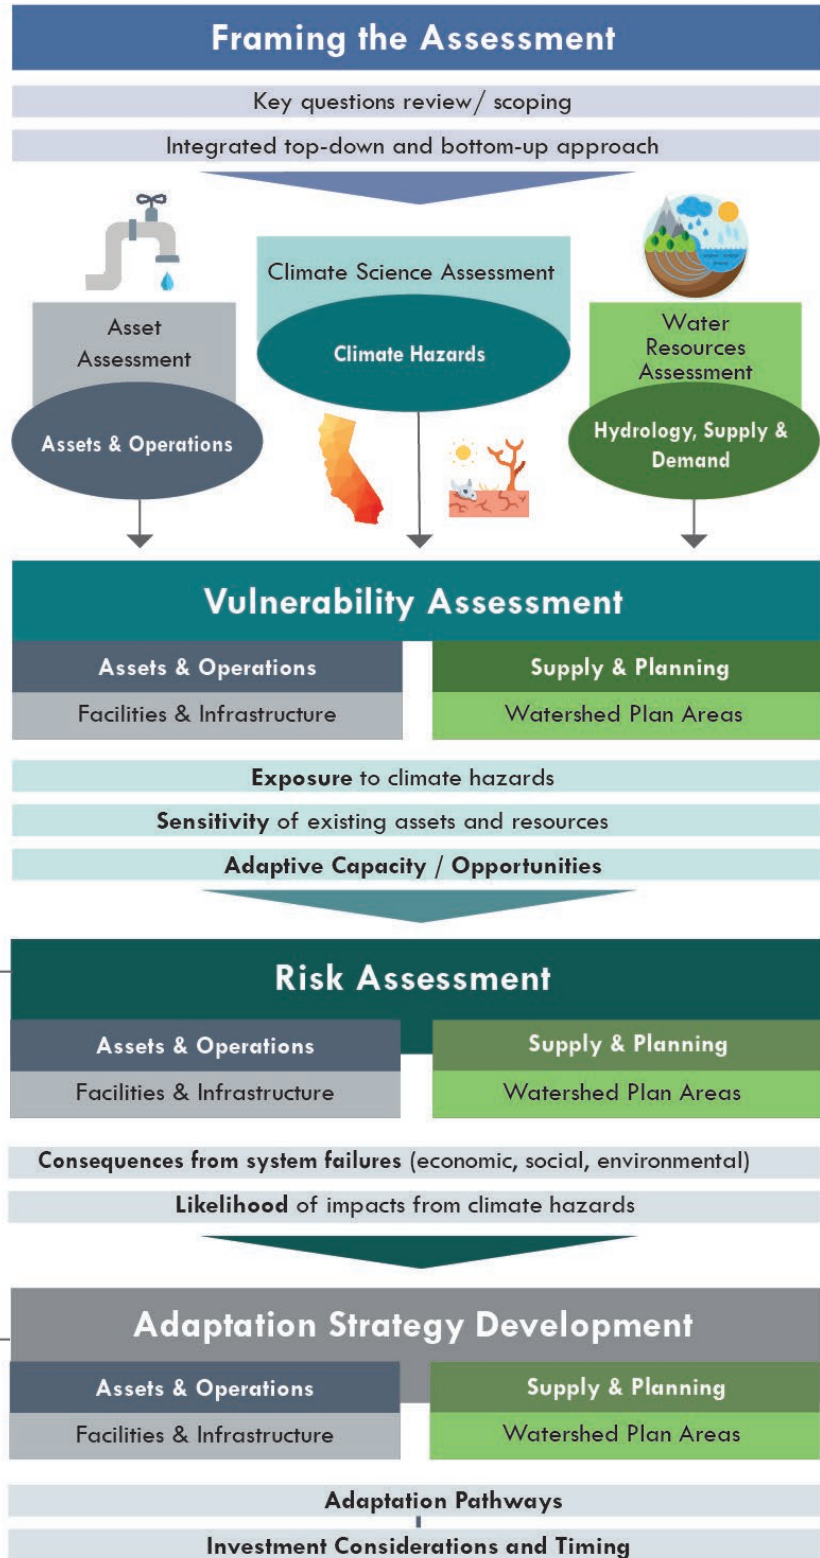 Framing the Assessment
Key questions review/ scoping
Integrated top-down and bottom-up approach
Asset
Assessment
Assets & Operations
Climate Science Assessment
Climate Hazards
Water
Resources
Assessment
Hydrology, Supply &
Demand
Vulnerability Assessment
Assets & Operations
Facilities & Infrastructure
Supply & Planning
Watershed Plan Areas
Exposure to climate hazards
Sensitivity of existing assets and resources
Adaptive Capacity / Opportunities
Risk Assessment
Assets & Operations
Facilities & Infrastructure
Supply & Planning
Watershed Plan Areas
Consequences from system failures (economic, social, environmental)
Likelihood of impacts from climate hazards
Adaptation Strategy Development
Assets & Operations
Facilities & Infrastructure
Supply & Planning
Watershed Plan Areas
Adaptation Pathways
Investment Considerations and Timing